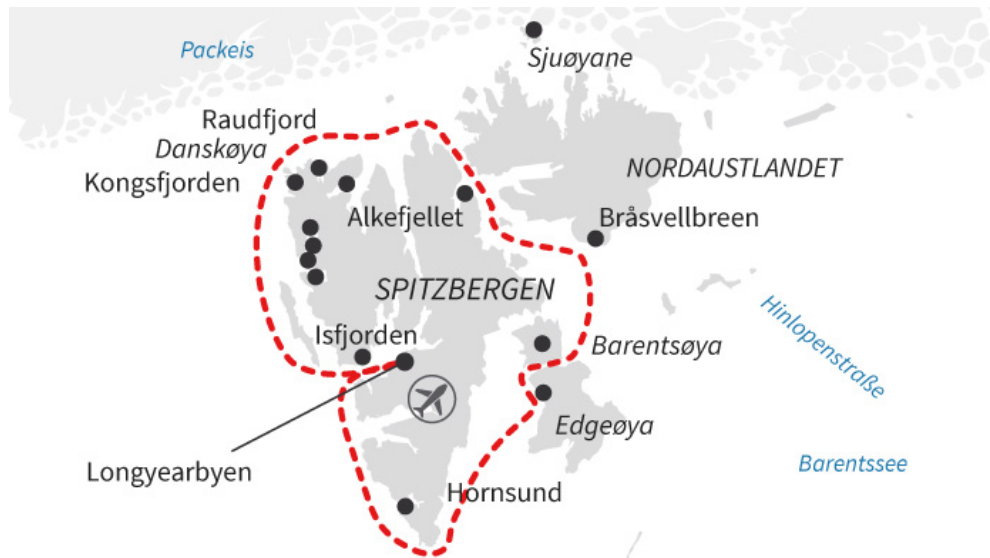 Packeis
Sjuøyane
Raudfjord
Danskøya
Kongsfjorden
NORDAUSTLANDET
Alkefjellet
Bråsvellbreen
SPITZBERGEN
Hinlopenstraße
Isfjorden
Barentsøya
Edgeøya
Longyearbyen
Barentssee
Hornsund